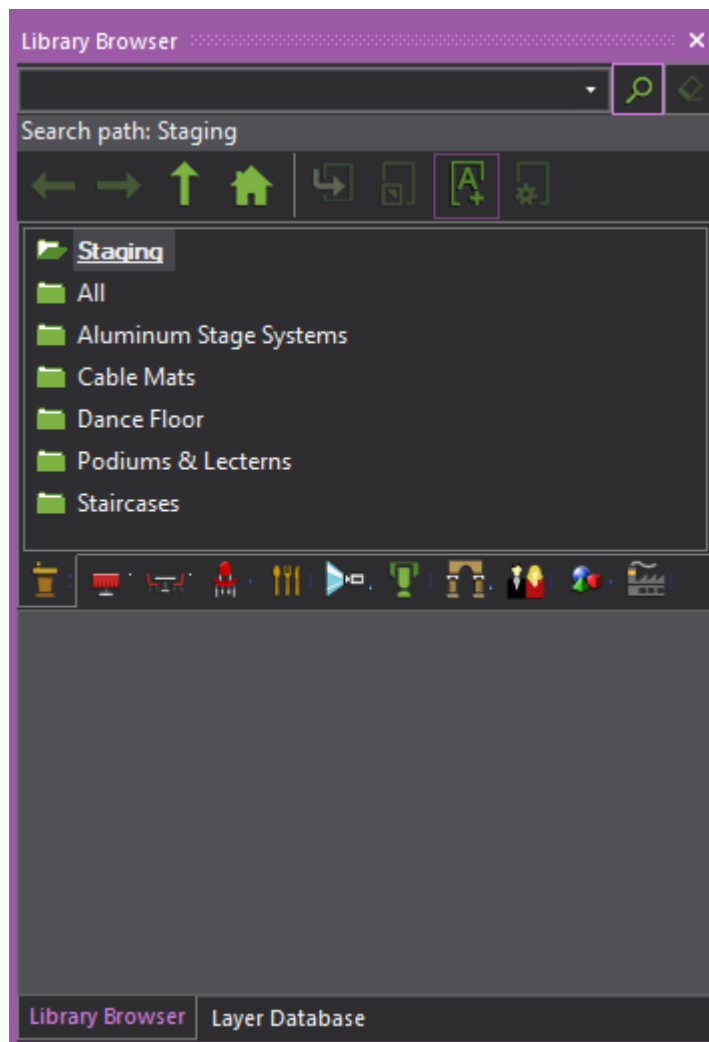 Library Browser
Search path: Staging
A
Staging
All
Aluminum Stage Systems
Cable Mats
Dance Floor
Podiums & Lecterns
Staircases
Library Browser Layer Database